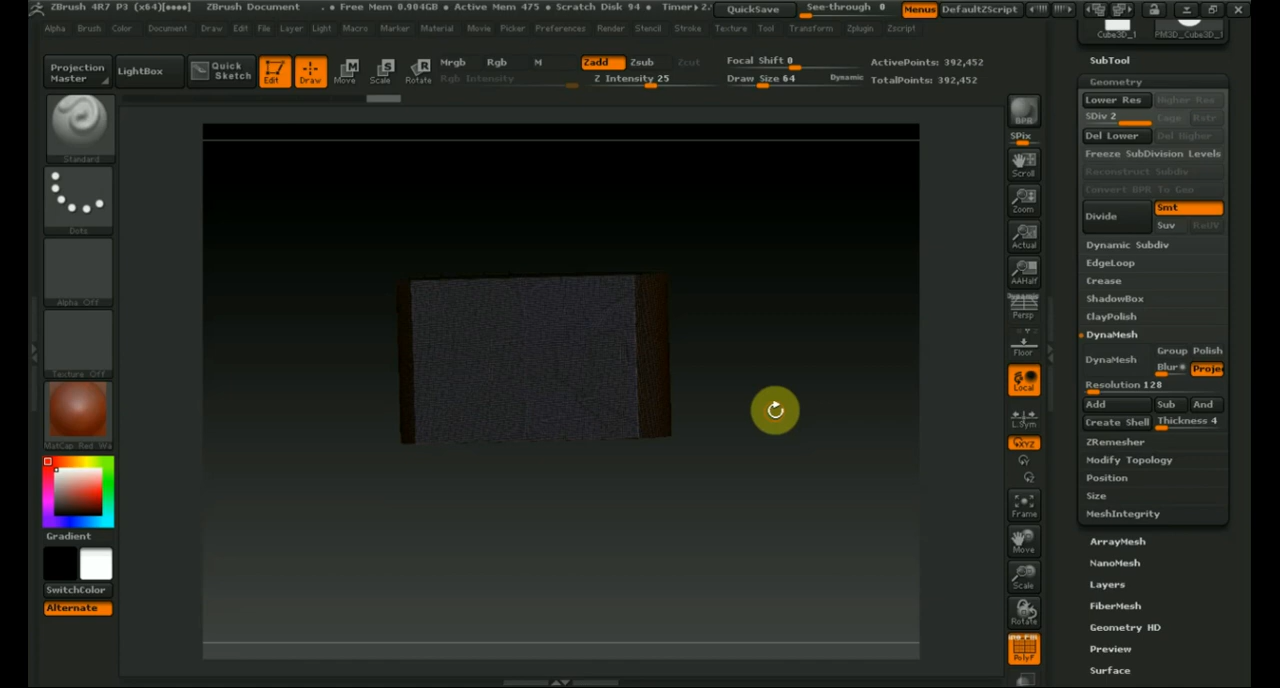 ZBrush 4R7 P3 (x64)[●●●●] ZBrush Document . ● Free Mem 0.904GB ● Active Mem 475 ● Scratch Disk 94 ● Timer▸2.
QuickSave See-through 0 Menus DefaultZScript
Alpha Brush Color Document Draw Edit File Layer Light Macro Marker Material Movie Picker Preferences Render Stencil Stroke Texture Tool Transform Zplugin Zscript
Projection Master
LightBox
Quick Sketch
Edit Draw Move Scale Rotate
Mrgb Rgb M
Rgb Intensity
Zadd Zsub Zcut
Z Intensity 25
Focal Shift 0
Draw Size 64 Dynamic
ActivePoints: 392,452
TotalPoints: 392,452
Standard
Dots
Alpha Off
Texture Off
MatCap Red Wa
Gradient
SwitchColor
Alternate
BPR
SPix
Scroll
Zoom
Actual
AAHalf
Dynamic
Persp
Floor
Local
L.Sym
XYZ
Frame
Move
Scale
Rotate
PolyF
Cube3D_1 PM3D_Cube3D_1
SubTool
Geometry
Lower Res Higher Res
SDiv 2 Cage Rstr
Del Lower Del Higher
Freeze SubDivision Levels
Reconstruct Subdiv
Convert BPR To Geo
Divide
Smt
Suv ReUV
Dynamic Subdiv
EdgeLoop
Crease
ShadowBox
ClayPolish
DynaMesh
DynaMesh
Group Polish
Blur Proje
Resolution 128
Add Sub And
Create Shell Thickness 4
ZRemesher
Modify Topology
Position
Size
MeshIntegrity
ArrayMesh
NanoMesh
Layers
FiberMesh
Geometry HD
Preview
Surface